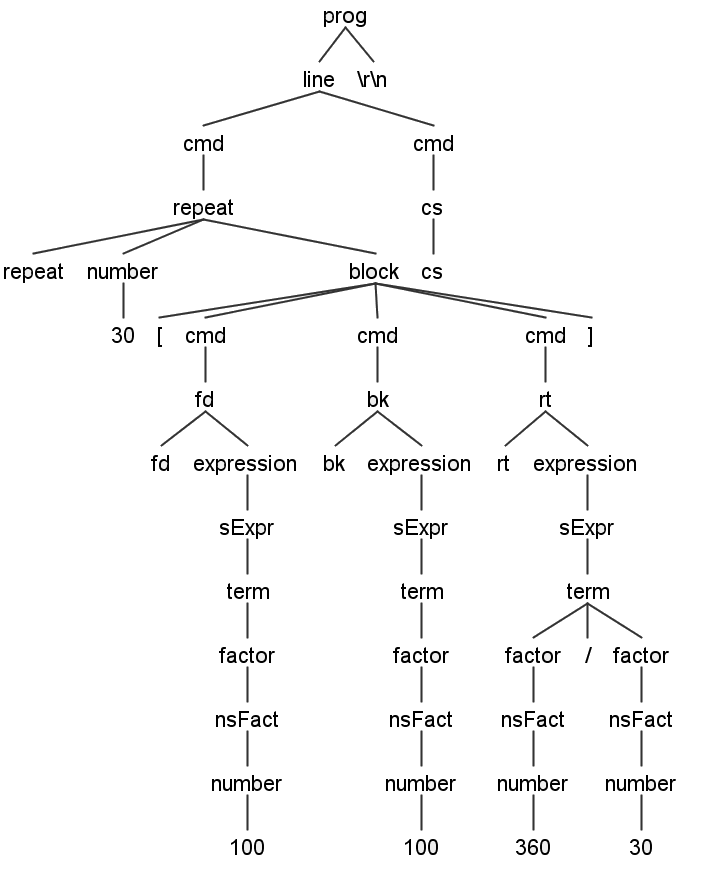 prog
line \r\n
cmd cmd
repeat cs
repeat number block cs
30 [ cmd cmd cmd ]
fd bk rt
fd expression bk expression rt expression
sExpr sExpr sExpr
term term term
factor factor factor / factor
nsFact nsFact nsFact nsFact
number number number number
100 100 360 30